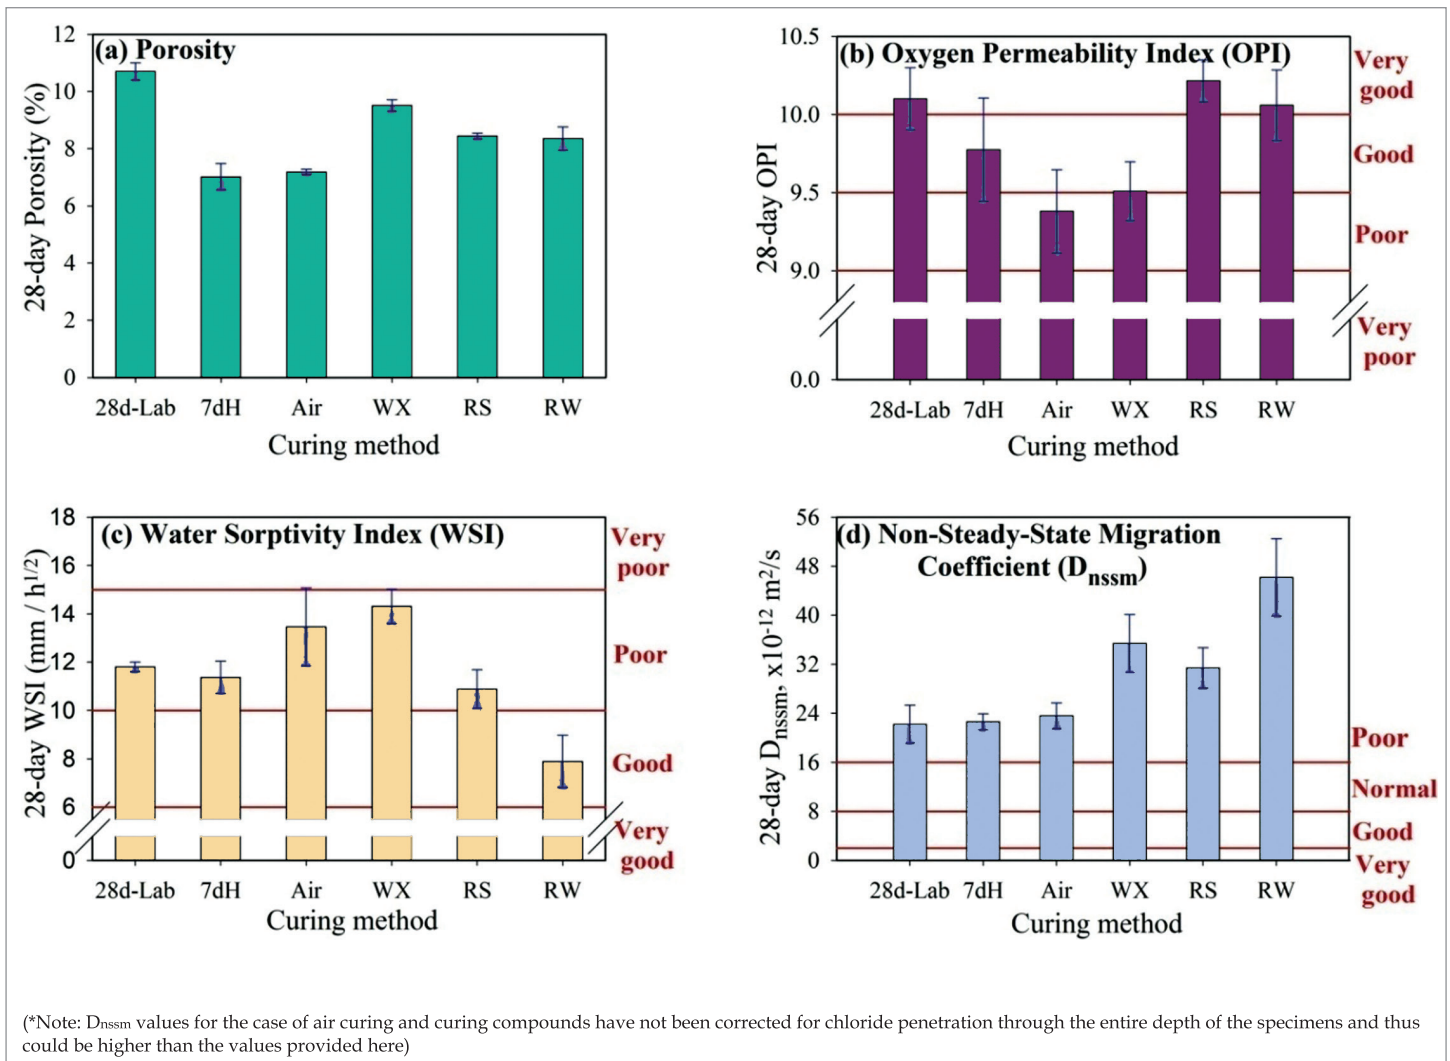 (a) Porosity
28-day Porosity (%)
12
10
8
6
4
2
0
28d-Lab 7dH Air WX RS RW
Curing method
(b) Oxygen Permeability Index (OPI)
28-day OPI
10.5
10.0
9.5
9.0
0.0
Very
good
Good
Poor
Very
poor
28d-Lab 7dH Air WX RS RW
Curing method
(c) Water Sorptivity Index (WSI)
28-day WSI (mm / h1/2)
18
16
14
12
10
8
6
0
Very
poor
Poor
Good
Very
good
28d-Lab 7dH Air WX RS RW
Curing method
(d) Non-Steady-State Migration
Coefficient (Dnssm)
28-day Dnssm, x10-12 m2/s
56
48
40
32
24
16
8
0
Poor
Normal
Good
Very
good
28d-Lab 7dH Air WX RS RW
Curing method
(*Note: Dnssm values for the case of air curing and curing compounds have not been corrected for chloride penetration through the entire depth of the specimens and thus
could be higher than the values provided here)